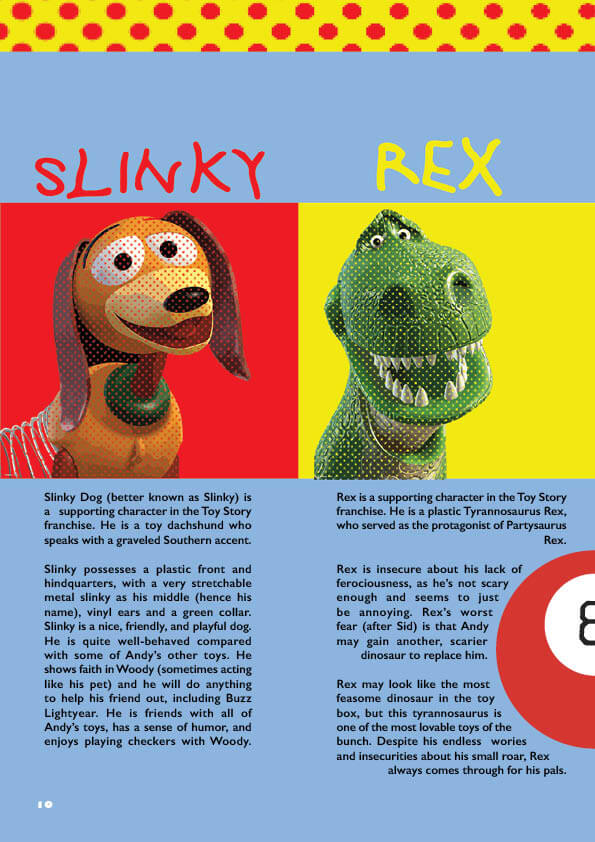 SLINKY
REX
Slinky Dog (better known as Slinky) is
a supporting character in the Toy Story
franchise. He is a toy dachshund who
speaks with a graveled Southern accent.
Slinky possesses a plastic front and
hindquarters, with a very stretchable
metal slinky as his middle (hence his
name), vinyl ears and a green collar.
Slinky is a nice, friendly, and playful dog.
He is quite well-behaved compared
with some of Andy's other toys. He
shows faith in Woody (sometimes acting
like his pet) and he will do anything
to help his friend out, including Buzz
Lightyear. He is friends with all of
Andy's toys, has a sense of humor, and
enjoys playing checkers with Woody.
Rex is a supporting character in the Toy Story
franchise. He is a plastic Tyrannosaurus Rex,
who served as the protagonist of Partysaurus
Rex.
Rex is insecure about his lack of
ferociousness, as he's not scary
enough and seems to just
be annoying. Rex's worst
fear (after Sid) is that Andy
may gain another, scarier
dinosaur to replace him.
Rex may look like the most
feasome dinosaur in the toy
box, but this tyrannosaurus is
one of the most lovable toys of the
bunch. Despite his endless wories
and insecurities about his small roar, Rex
always comes through for his pals.
8
10